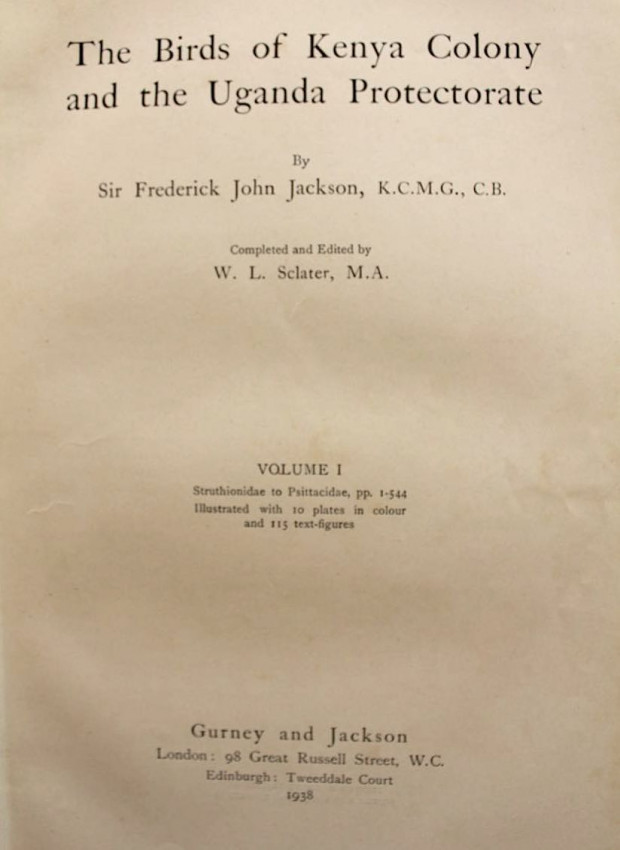 The Birds of Kenya Colony
and the Uganda Protectorate
By
Sir Frederick John Jackson, K.C.M.G., C.B.
Completed and Edited by
W. L. Sclater, M.A.
VOLUME I
Struthionidae to Psittacidae, pp. 1-544
Illustrated with 10 plates in colour
and 115 text-figures
Gurney and Jackson
London: 98 Great Russell Street, W.C.
Edinburgh: Tweeddale Court
1938